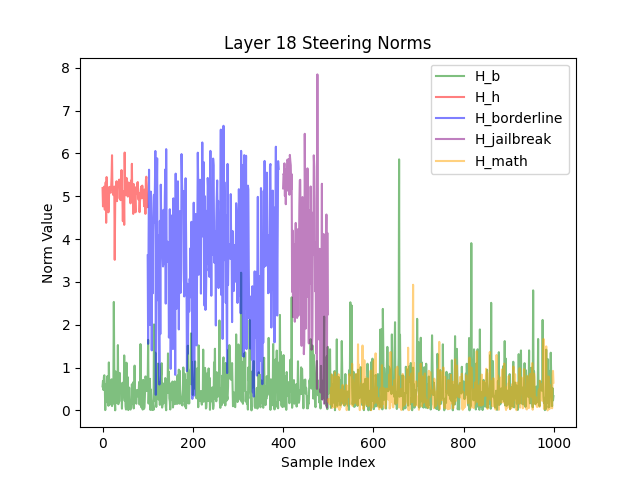 Layer 18 Steering Norms
8
7
6
5
4
3
2
1
0
Norm Value
H_b
H_h
H_borderline
H_jailbreak
H_math
0
200
400
600
800
1000
Sample Index